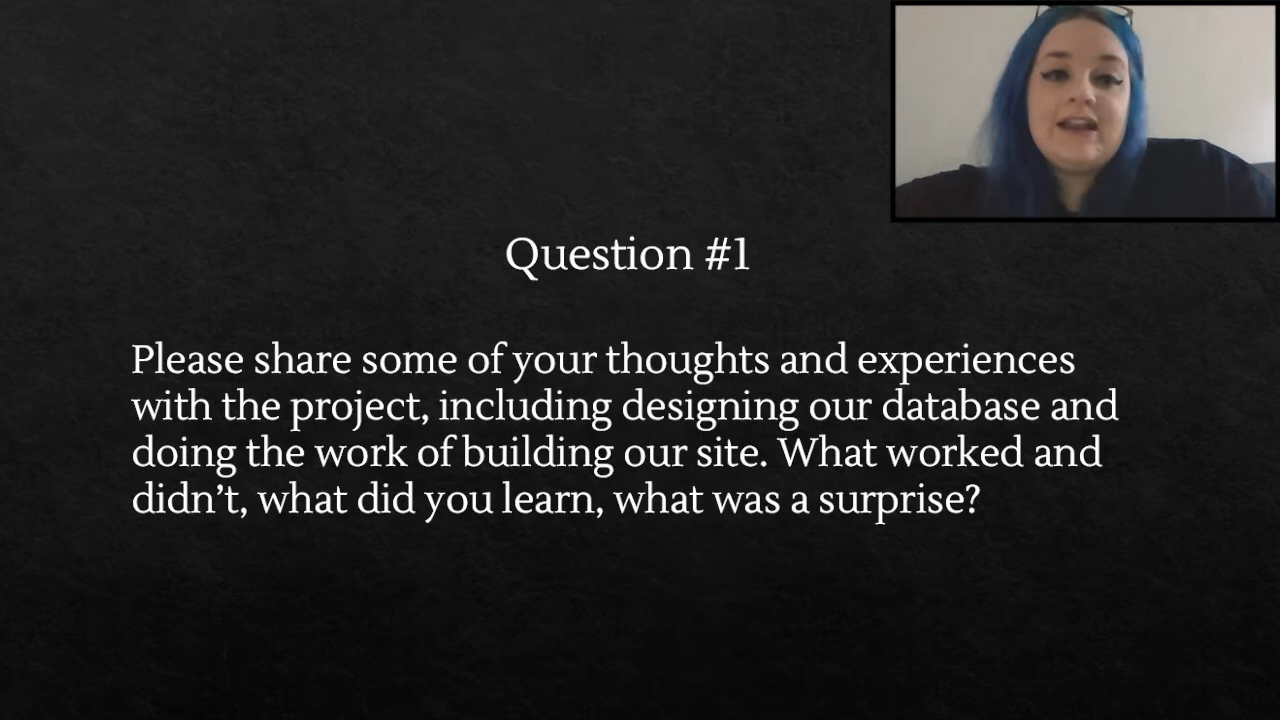 Question #1
Please share some of your thoughts and experiences
with the project, including designing our database and
doing the work of building our site. What worked and
didn’t, what did you learn, what was a surprise?